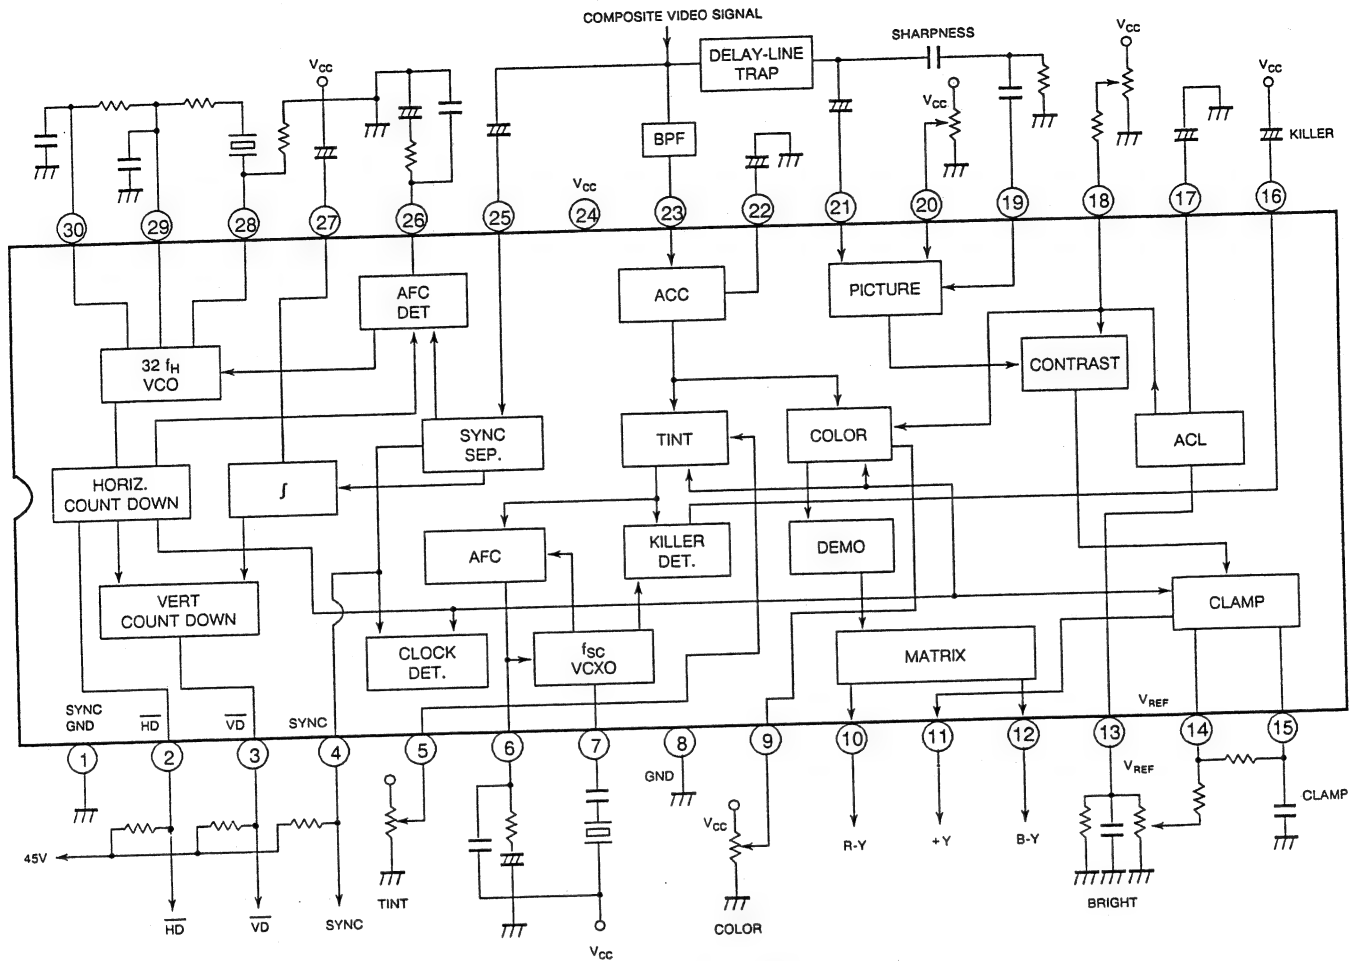 COMPOSITE VIDEO SIGNAL
DELAY-LINE
TRAP
SHARPNESS
VCC
VCC
VCC
VCC
BPF
KILLER
VCC
30
29
28
27
26
25
24
23
22
21
20
19
18
17
16
AFC
DET
ACC
PICTURE
32 fH
VCO
CONTRAST
SYNC
SEP.
TINT
COLOR
ACL
HORIZ.
COUNT DOWN
∫
AFC
KILLER
DET.
DEMO
VERT
COUNT DOWN
CLAMP
CLOCK
DET.
fSC
VCXO
MATRIX
SYNC
GND
HD
VD
SYNC
VREF
1
2
3
4
5
6
7
8
9
10
11
12
13
14
15
GND
VREF
CLAMP
45V
VCC
R-Y
+Y
B-Y
TINT
BRIGHT
HD
VD
SYNC
COLOR
VCC